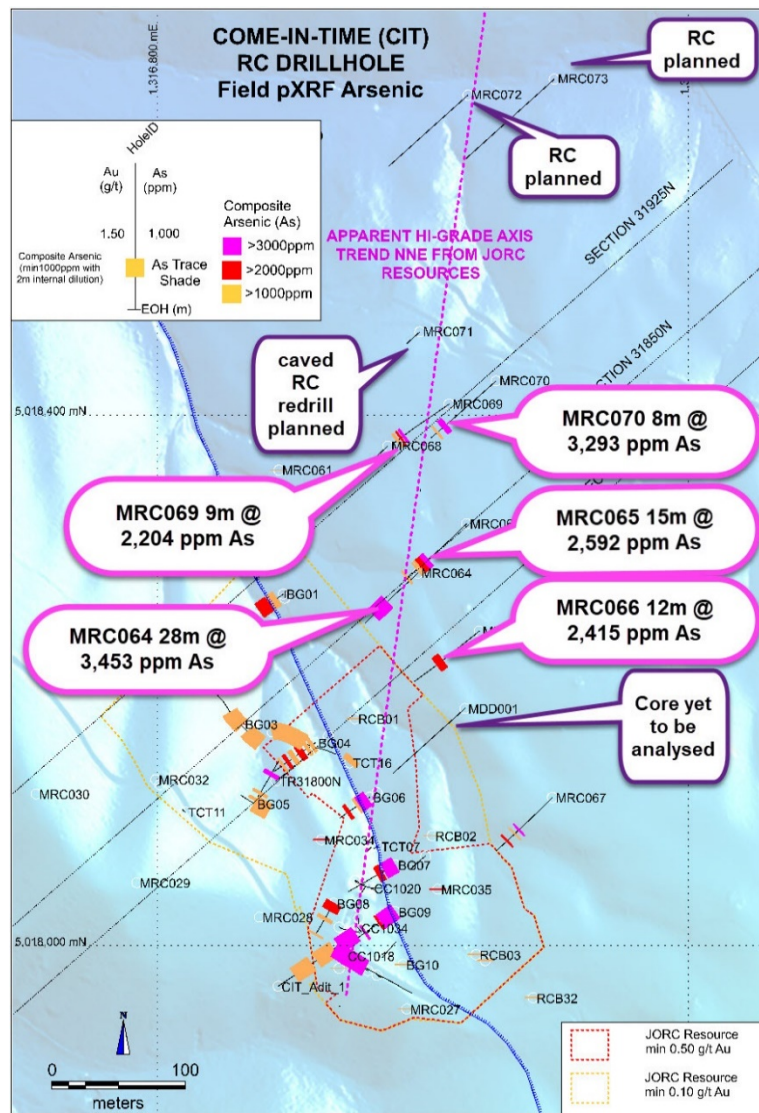 COME-IN-TIME (CIT)
RC DRILLHOLE
Field pXRF Arsenic
1,316,800 mE
RC
planned
MRC073
MRC072
RC
planned
HoleID
Au
(g/t)
As
(ppm)
1.50
1,000
Composite Arsenic
(min1000ppm with
2m internal dilution)
As Trace
Shade
EOH (m)
Composite
Arsenic (As)
>3000ppm
>2000ppm
>1000ppm
APPARENT HI-GRADE AXIS
TREND NNE FROM JORC
RESOURCES
SECTION 31925N
SECTION 31850N
MRC071
caved
RC
redrill
planned
MRC070
MRC069
5,018,400 mN
MRC068
MRC061
MRC070 8m @
3,293 ppm As
MRC069 9m @
2,204 ppm As
MRC065 15m @
2,592 ppm As
MRC064
BG01
MRC064 28m @
3,453 ppm As
MRC066 12m @
2,415 ppm As
Core yet
to be
analysed
MDD001
RCB01
BG03
BG04
TCT16
TR31800N
MRC032
MRC030
TCT11
BG05
BG06
MRC067
MRC034
RCB02
TCT07
BG07
MRC029
CC1020
MRC035
BG08
MRC028
BG09
CC1034
CC1018
5,018,000 mN
BG10
RCB03
CIT_Adit_1
MRC027
RCB32
N
0
100
meters
JORC Resource
min 0.50 g/t Au
JORC Resource
min 0.10 g/t Au